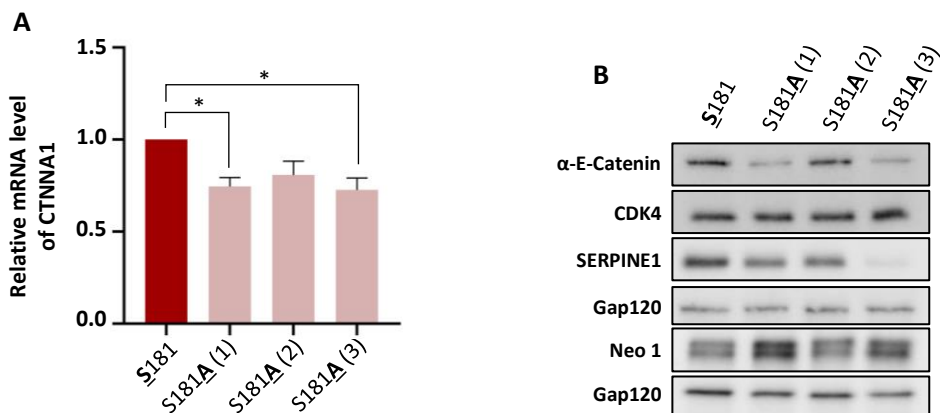 A
Relative mRNA level
of CTNNA1
1.5
1.0
0.5
0.0
*
*
S181
S181A (1)
S181A (2)
S181A (3)
B
S181
S181A (1)
S181A (2)
S181A (3)
α-E-Catenin
CDK4
SERPINE1
Gap120
Neo 1
Gap120